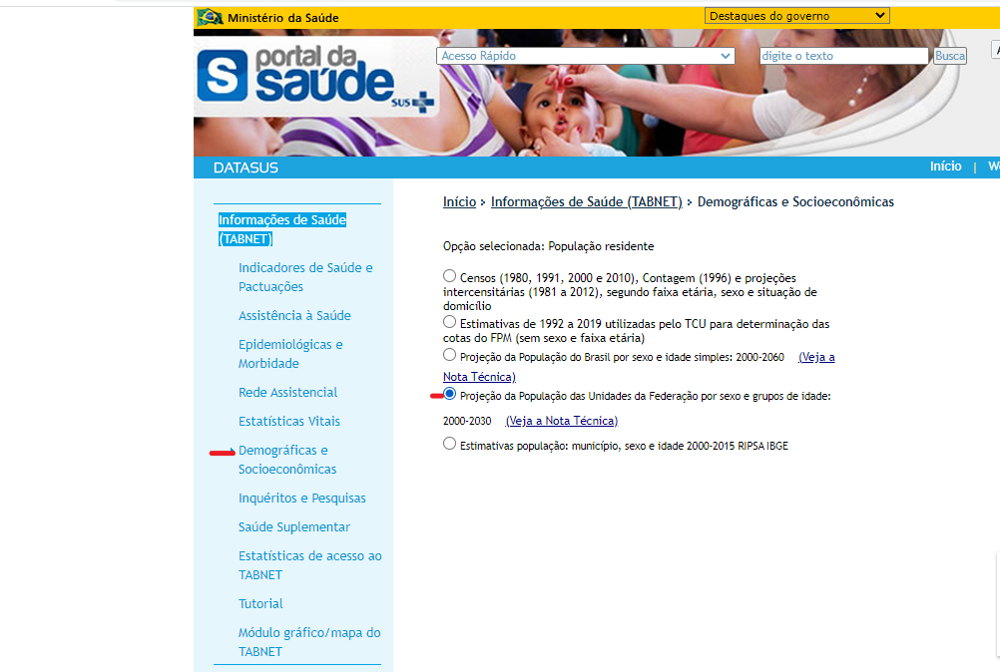 Ministério da Saúde
Destaques do governo
portal da
saúde
SUS
Acesso Rápido
digite o texto
Busca
A
DATASUS
Início | W
Informações de Saúde
(TABNET)
Indicadores de Saúde e
Pactuações
Assistência à Saúde
Epidemiológicas e
Morbidade
Rede Assistencial
Estatísticas Vitais
Demográficas e
Socioeconômicas
Inquéritos e Pesquisas
Saúde Suplementar
Estatísticas de acesso ao
TABNET
Tutorial
Módulo gráfico/mapa do
TABNET
Início > Informações de Saúde (TABNET) > Demográficas e Socioeconômicas
Opção selecionada: População residente
Censos (1980, 1991, 2000 e 2010), Contagem (1996) e projeções
intercensitárias (1981 a 2012), segundo faixa etária, sexo e situação de
domicílio
Estimativas de 1992 a 2019 utilizadas pelo TCU para determinação das
cotas do FPM (sem sexo e faixa etária)
Projeção da População do Brasil por sexo e idade simples: 2000-2060 (Veja a
Nota Técnica)
Projeção da População das Unidades da Federação por sexo e grupos de idade:
2000-2030 (Veja a Nota Técnica)
Estimativas população: município, sexo e idade 2000-2015 RIPSA IBGE